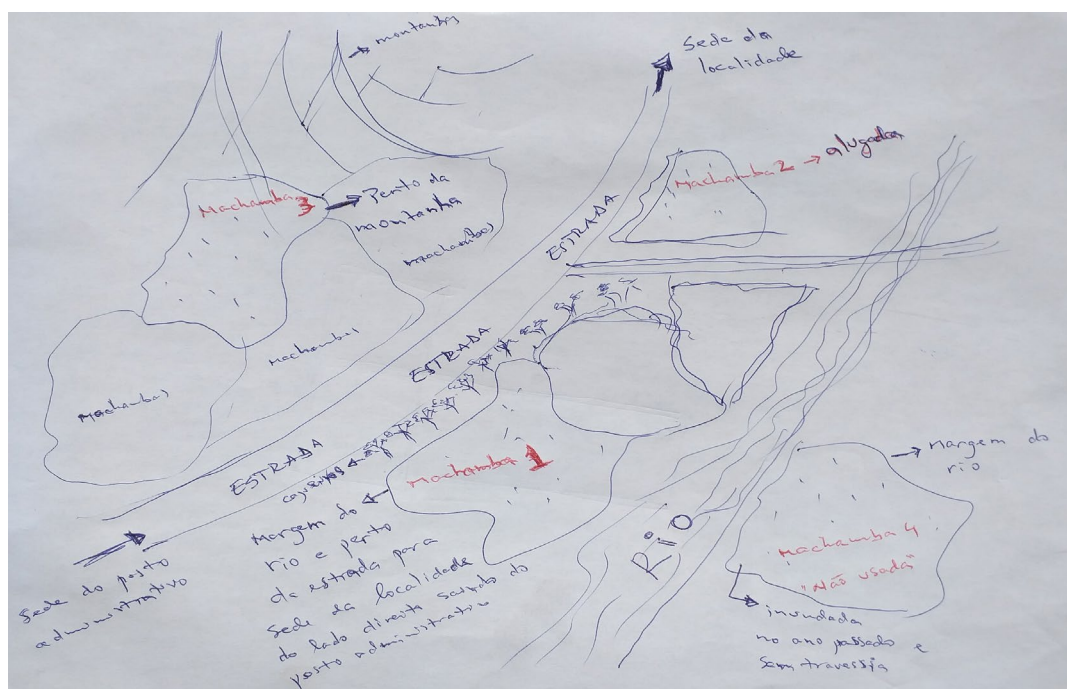 montanhas
Sede da
localidade
Machamba 2 → alugada
Machamba 3
Perto da
montanha
machambas
ESTRADA
ESTRADA
ESTRADA
Machambas
Machambas
cajueiros
Machamba 1
Margem do
rio e perto
da estrada para
Sede da localidade
do lado direito saindo do
posto administrativo
Sede do posto
administrativo
RiO
Margem do
rio
Machamba 4
"Não usada"
inundada
no ano passado e
sem travessia